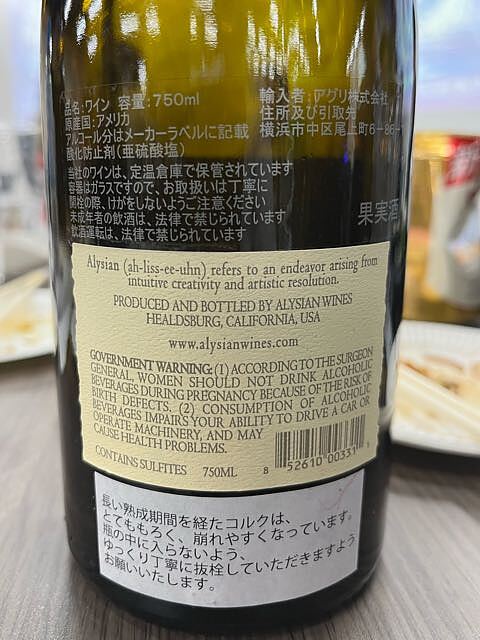 品名:ワイン 容量:750ml
原産国:アメリカ
アルコール分はメーカーラベルに記載
酸化防止剤(亜硫酸塩)
輸入者:アグリ株式会社
住所及び引取先
横浜市中区尾上町6-86-
当社のワインは、定温倉庫で保管されています
容器はガラスですので、お取扱いは丁寧に
開栓の際、けがをしないようご注意ください
未成年者の飲酒は、法律で禁じられています
飲酒運転は、法律で禁じられています
果実酒
Alysian (ah-liss-ee-uhn) refers to an endeavor arising from
intuitive creativity and artistic resolution.
PRODUCED AND BOTTLED BY ALYSIAN WINES
HEALDSBURG, CALIFORNIA, USA
www.alysianwines.com
GOVERNMENT WARNING: (1) ACCORDING TO THE SURGEON
GENERAL, WOMEN SHOULD NOT DRINK ALCOHOLIC
BEVERAGES DURING PREGNANCY BECAUSE OF THE RISK OF
BIRTH DEFECTS. (2) CONSUMPTION OF ALCOHOLIC
BEVERAGES IMPAIRS YOUR ABILITY TO DRIVE A CAR OR
OPERATE MACHINERY, AND MAY
CAUSE HEALTH PROBLEMS.
CONTAINS SULFITES 750ML
8 52610 00331 1
長い熟成期間を経たコルクは、
とてももろく、崩れやすくなっています。
瓶の中に入らないよう、
ゆっくり丁寧に抜栓していただきますよう
お願いいたします。